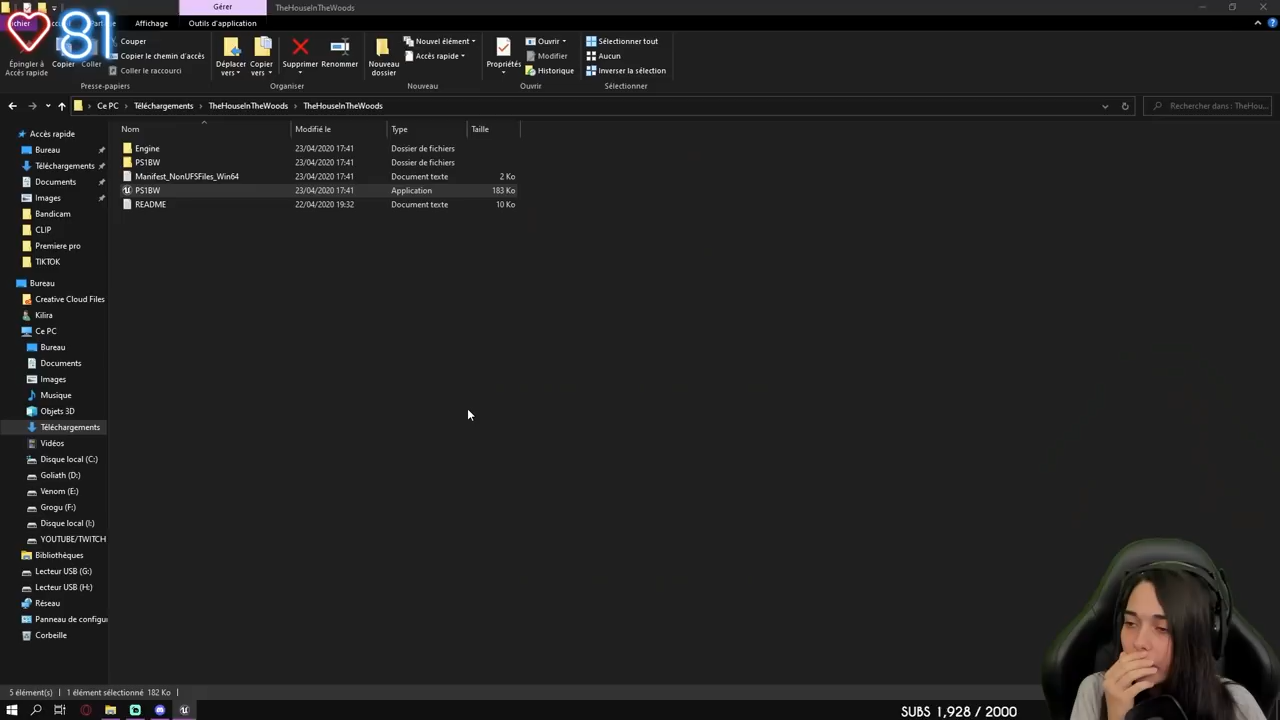 81
Gérer
TheHouseInTheWoods
Affichage
Outils d'application
Épingler à
Accès rapide
Copier
Coller
Couper
Copier le chemin d'accès
Coller le raccourci
Presse-papiers
Déplacer
vers
Copier
vers
Supprimer
Renommer
Organiser
Nouveau
dossier
Nouvel élément
Accès rapide
Nouveau
Propriétés
Ouvrir
Modifier
Historique
Ouvrir
Sélectionner tout
Aucun
Inverser la sélection
Sélectionner
Ce PC
Téléchargements
TheHouseInTheWoods
TheHouseInTheWoods
Rechercher dans : TheHou...
Nom
Modifié le
Type
Taille
Engine 23/04/2020 17:41 Dossier de fichiers
PS1BW 23/04/2020 17:41 Dossier de fichiers
Manifest_NonUFSFiles_Win64 23/04/2020 17:41 Document texte 2 Ko
PS1BW 23/04/2020 17:41 Application 183 Ko
README 22/04/2020 19:32 Document texte 10 Ko
Accès rapide
Bureau
Téléchargements
Documents
Images
Bandicam
CLIP
Premiere pro
TIKTOK
Bureau
Creative Cloud Files
Kilira
Ce PC
Bureau
Documents
Images
Musique
Objets 3D
Téléchargements
Vidéos
Disque local (C:)
Goliath (D:)
Venom (E:)
Grogu (F:)
Disque local (I:)
YOUTUBE/TWITCH
Bibliothèques
Lecteur USB (G:)
Lecteur USB (H:)
Réseau
Panneau de configu
Corbeille
5 élément(s)
1 élément sélectionné 182 Ko
SUBS 1,928 / 2000